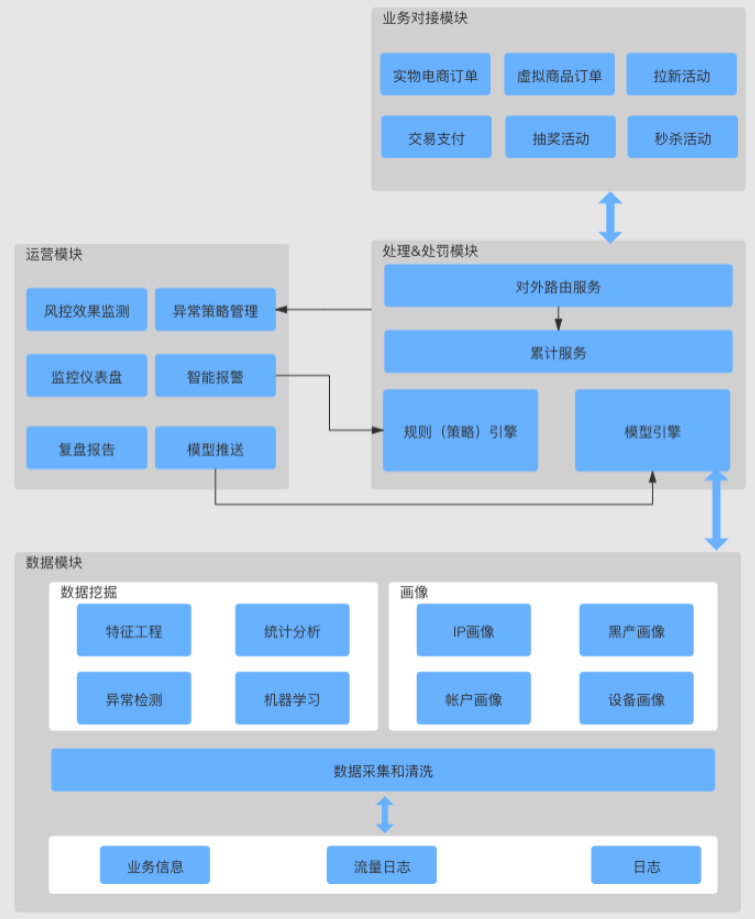 业务对接模块
实物电商订单
虚拟商品订单
拉新活动
交易支付
抽奖活动
秒杀活动
运营模块
风控效果监测
异常策略管理
监控仪表盘
智能报警
复盘报告
模型推送
处理&处罚模块
对外路由服务
累计服务
规则（策略）引擎
模型引擎
数据模块
数据挖掘
特征工程
统计分析
异常检测
机器学习
画像
IP画像
黑产画像
帐户画像
设备画像
数据采集和清洗
业务信息
流量日志
日志